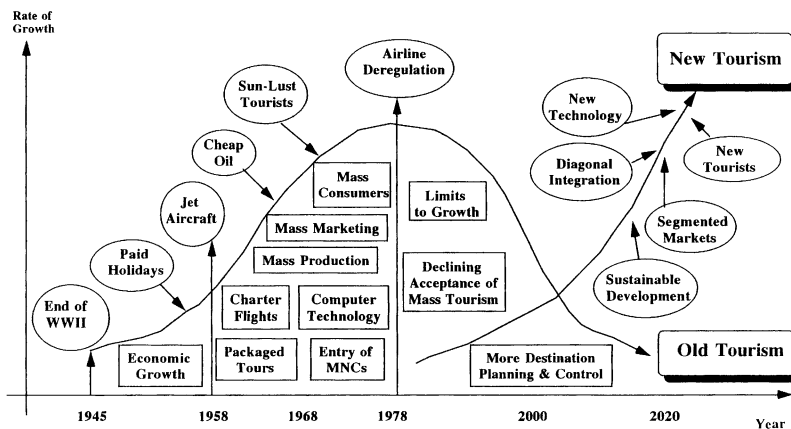 Rate of
Growth
Airline
Deregulation
New Tourism
Sun-Lust
Tourists
New
Technology
Cheap
Oil
New
Tourists
Diagonal
Integration
Mass
Consumers
Jet
Aircraft
Limits
to Growth
Segmented
Markets
Mass Marketing
Paid
Holidays
Mass Production
Declining
Acceptance of
Mass Tourism
Sustainable
Development
End of
WWII
Charter
Flights
Computer
Technology
Economic
Growth
Packaged
Tours
Entry of
MNCs
More Destination
Planning & Control
Old Tourism
1945
1958
1968
1978
2000
2020
Year